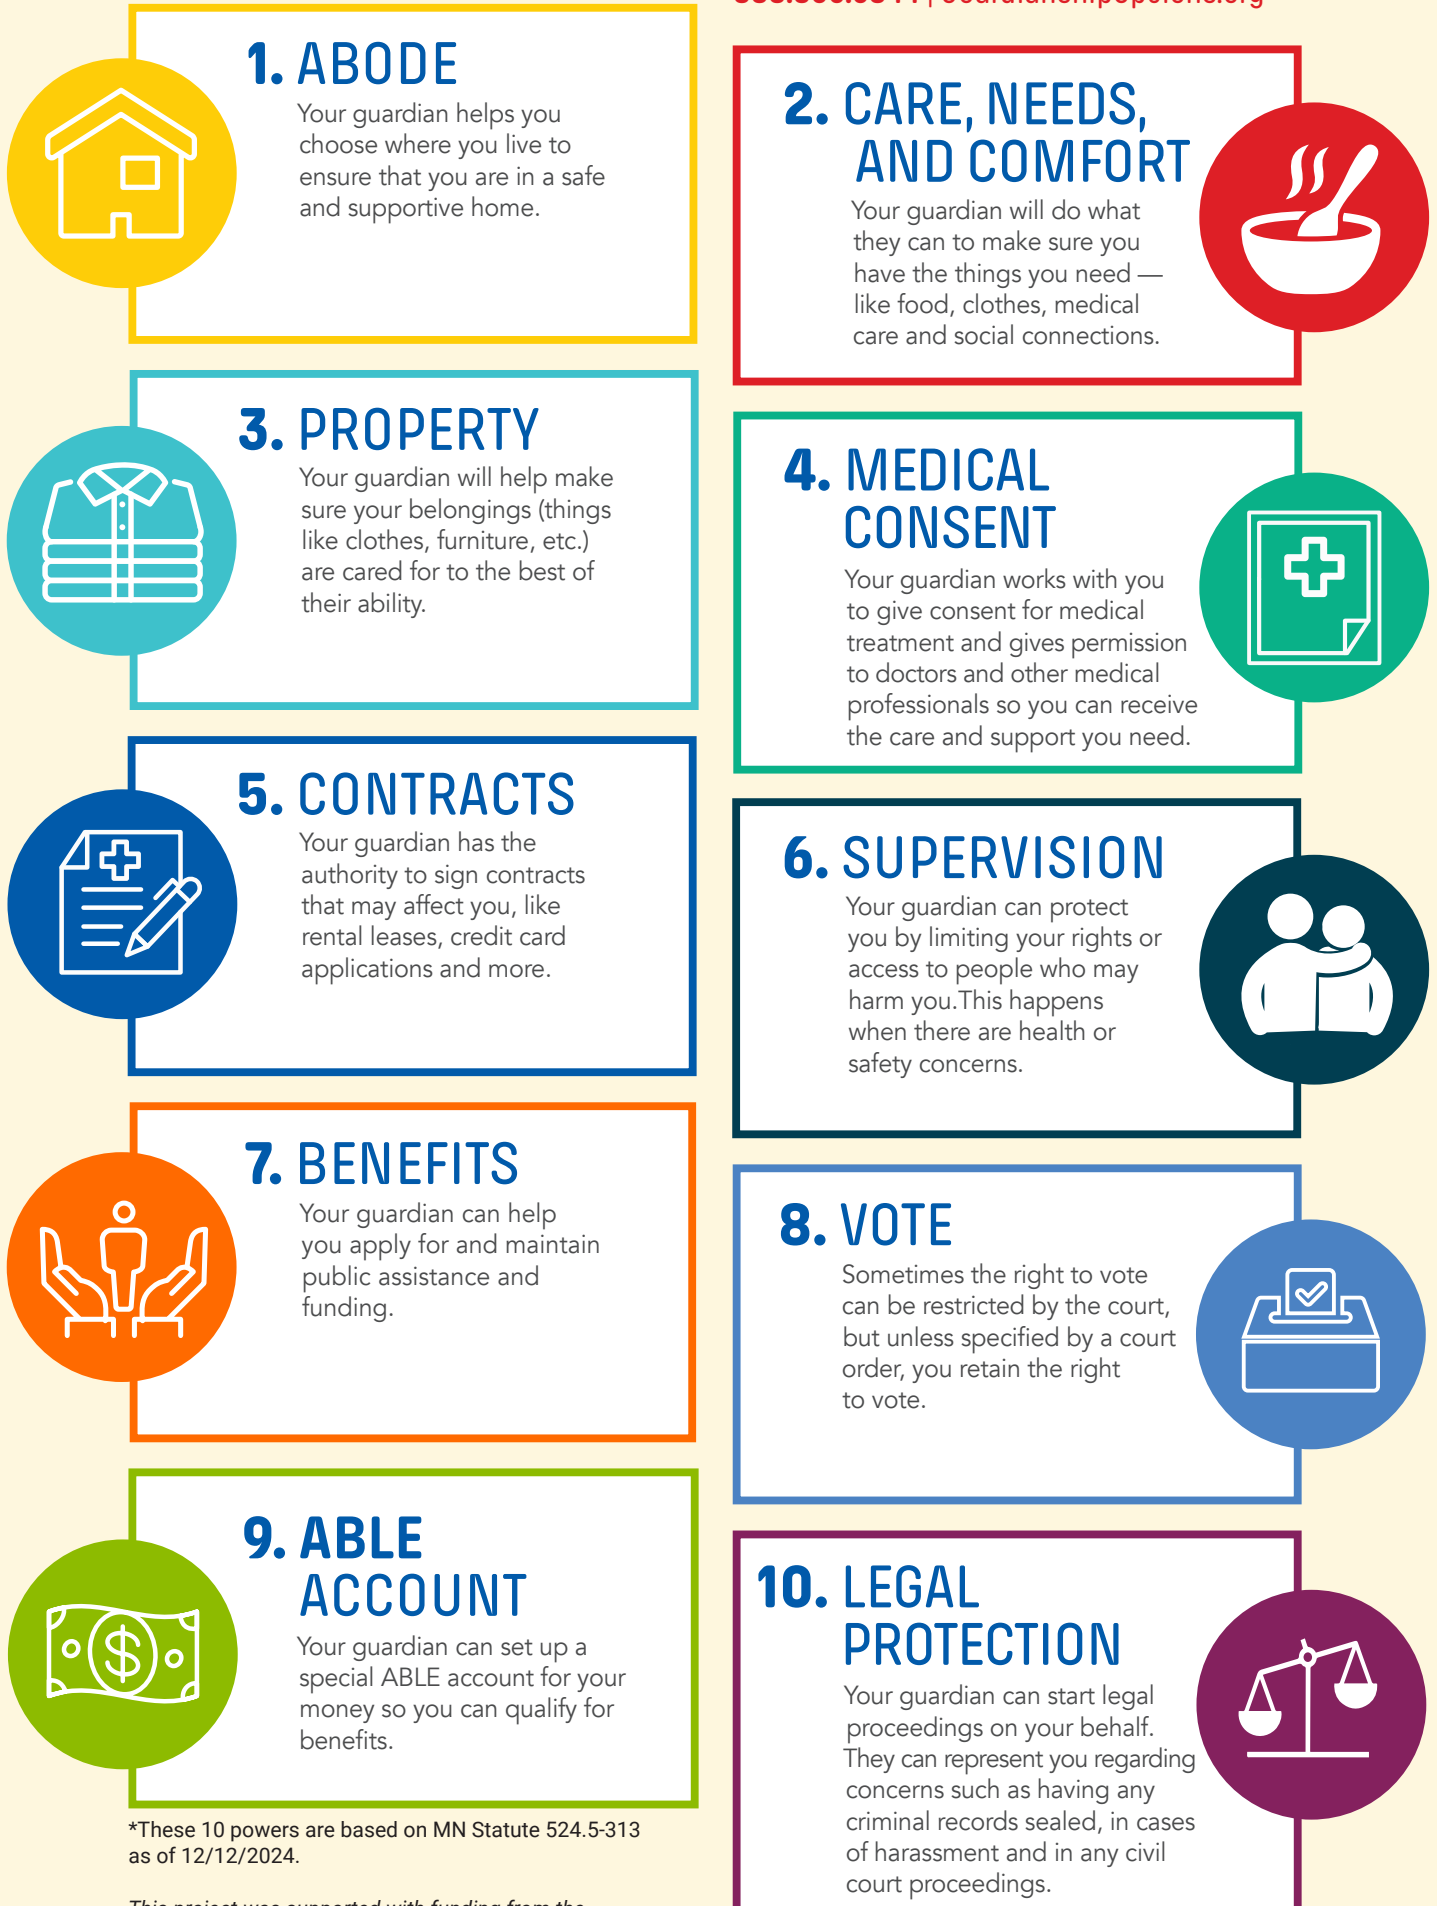 1. ABODE
Your guardian helps you
choose where you live to
ensure that you are in a safe
and supportive home.
2. CARE, NEEDS,
AND COMFORT
Your guardian will do what
they can to make sure you
have the things you need —
like food, clothes, medical
care and social connections.
3. PROPERTY
Your guardian will help make
sure your belongings (things
like clothes, furniture, etc.)
are cared for to the best of
their ability.
4. MEDICAL
CONSENT
Your guardian works with you
to give consent for medical
treatment and gives permission
to doctors and other medical
professionals so you can receive
the care and support you need.
5. CONTRACTS
Your guardian has the
authority to sign contracts
that may affect you, like
rental leases, credit card
applications and more.
6. SUPERVISION
Your guardian can protect
you by limiting your rights or
access to people who may
harm you.This happens
when there are health or
safety concerns.
7. BENEFITS
Your guardian can help
you apply for and maintain
public assistance and
funding.
8. VOTE
Sometimes the right to vote
can be restricted by the court,
but unless specified by a court
order, you retain the right
to vote.
9. ABLE
ACCOUNT
$
Your guardian can set up a
special ABLE account for your
money so you can qualify for
benefits.
10. LEGAL
PROTECTION
Your guardian can start legal
proceedings on your behalf.
They can represent you regarding
concerns such as having any
criminal records sealed, in cases
of harassment and in any civil
court proceedings.
*These 10 powers are based on MN Statute 524.5-313
as of 12/12/2024.
This project was supported with funding from the